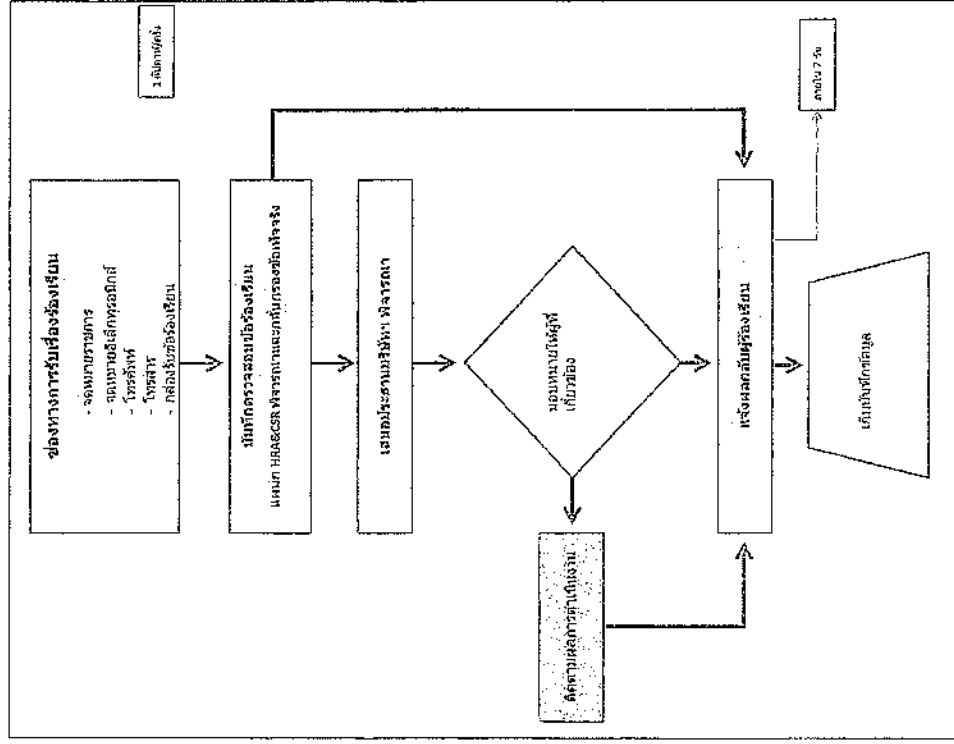 1 สัปดาห์/ครั้ง
ช่องทางการรับเรื่องร้องเรียน
- จดหมายราชการ
- จดหมายอิเล็กทรอนิกส์
- โทรศัพท์
- โทรสาร
- กล่องรับข้อร้องเรียน
บันทึกตรวจสอบข้อร้องเรียน
แผนก HRA&CSR พิจารณาและกลั่นกรองข้อเท็จจริง
เสนอประธานบริษัทฯ พิจารณา
มอบหมายให้ผู้ที่
เกี่ยวข้อง
ติดตามผลการดำเนินงาน
แจ้งผลกลับผู้ร้องเรียน
ภายใน 7 วัน
เก็บบันทึกข้อมูล